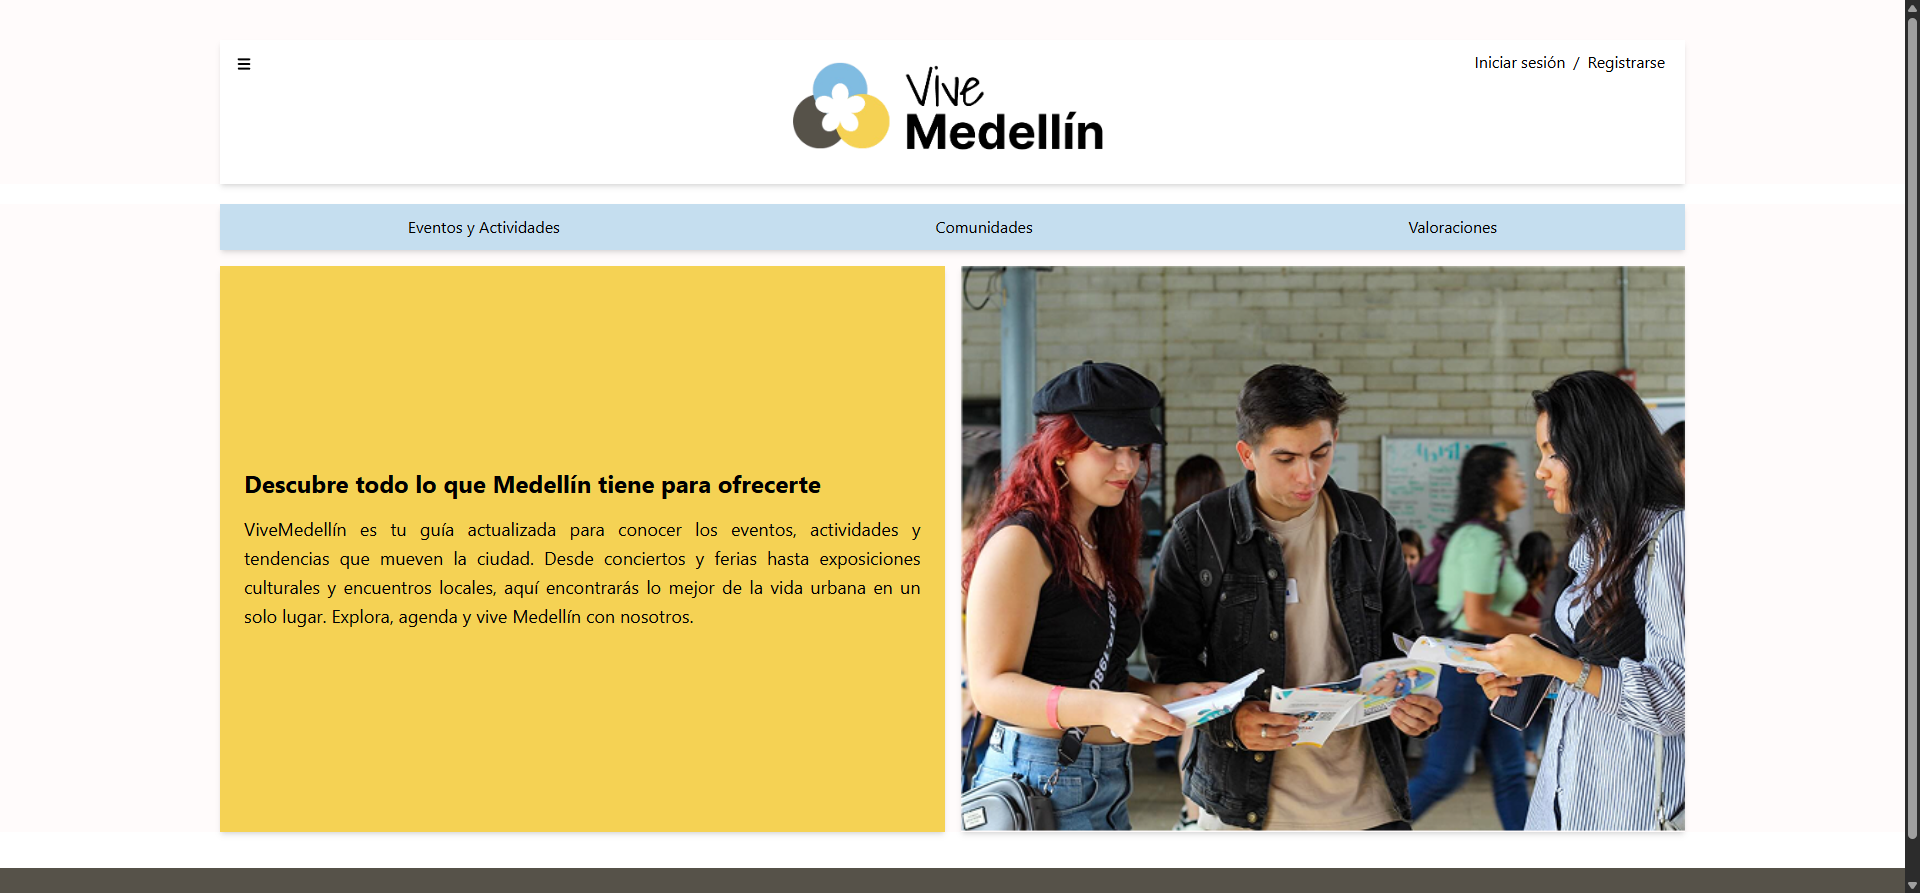 ☰
Iniciar sesión / Registrarse
Vive
Medellín
Eventos y Actividades
Comunidades
Valoraciones
Descubre todo lo que Medellín tiene para ofrecerte
ViveMedellín es tu guía actualizada para conocer los eventos, actividades y
tendencias que mueven la ciudad. Desde conciertos y ferias hasta exposiciones
culturales y encuentros locales, aquí encontrarás lo mejor de la vida urbana en un
solo lugar. Explora, agenda y vive Medellín con nosotros.